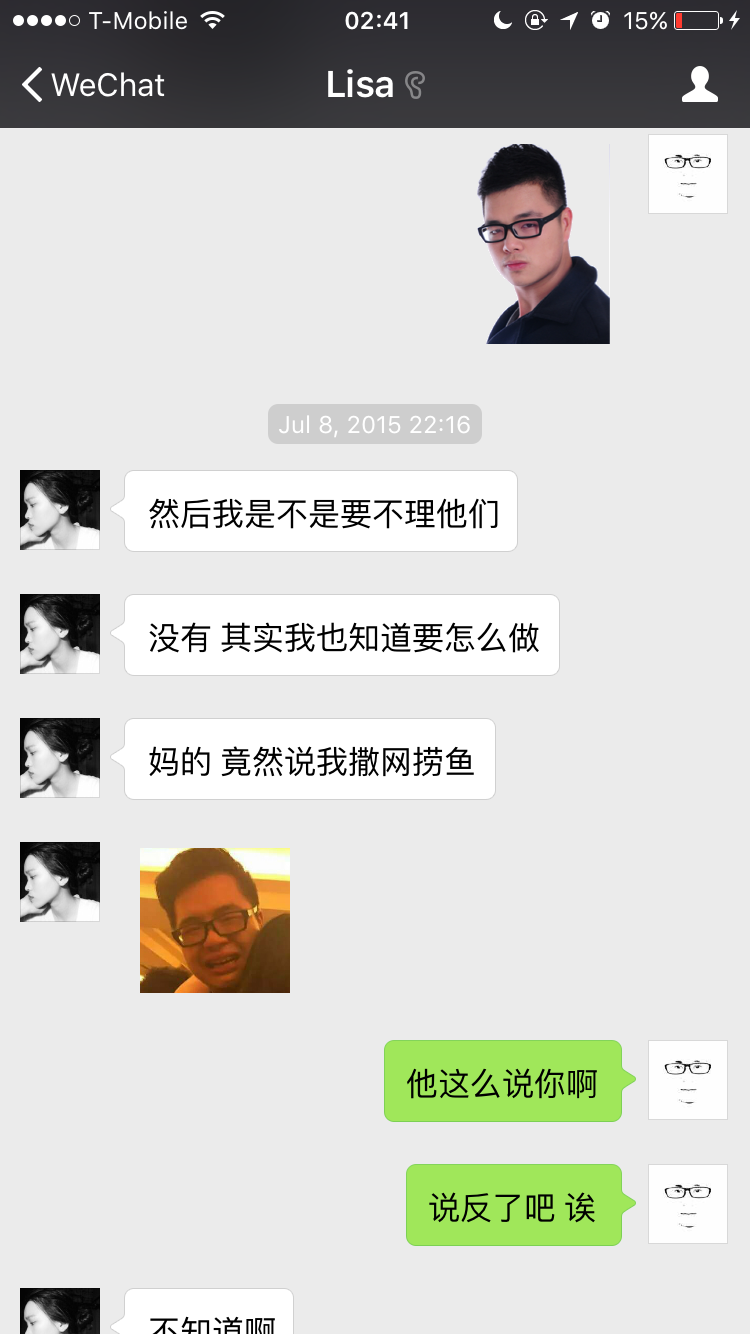 T-Mobile 02:41 15%
WeChat Lisa
Jul 8, 2015 22:16
然后我是不是要不理他们
没有 其实我也知道要怎么做
妈的 竟然说我撒网捞鱼
他这么说你啊
说反了吧 诶
不知道啊